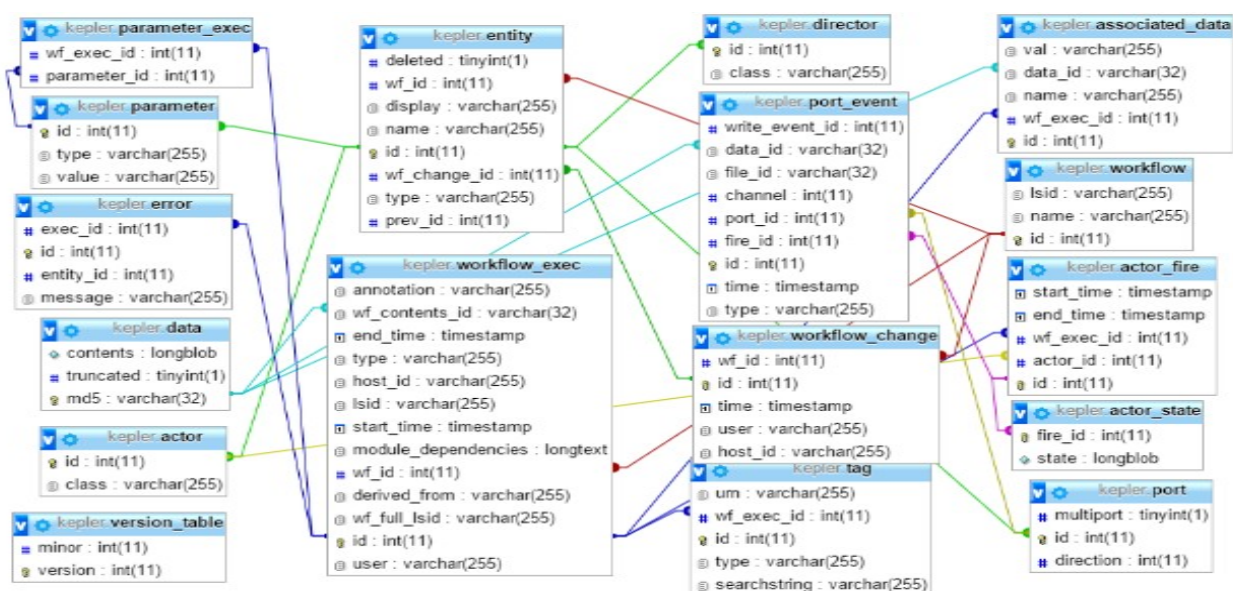 kepler.parameter_exec
wf_exec_id : int(11)
parameter_id : int(11)
kepler.parameter
id : int(11)
type : varchar(255)
value : varchar(255)
kepler.error
exec_id : int(11)
id : int(11)
entity_id : int(11)
message : varchar(255)
kepler.data
contents : longblob
truncated : tinyint(1)
md5 : varchar(32)
kepler.actor
id : int(11)
class : varchar(255)
kepler.version_table
minor : int(11)
version : int(11)
kepler.entity
deleted : tinyint(1)
wf_id : int(11)
display : varchar(255)
name : varchar(255)
id : int(11)
wf_change_id : int(11)
type : varchar(255)
prev_id : int(11)
kepler.workflow_exec
annotation : varchar(255)
wf_contents_id : varchar(32)
end_time : timestamp
type : varchar(255)
host_id : varchar(255)
lsid : varchar(255)
start_time : timestamp
module_dependencies : longtext
wf_id : int(11)
derived_from : varchar(255)
wf_full_lsid : varchar(255)
id : int(11)
user : varchar(255)
kepler.director
id : int(11)
class : varchar(255)
kepler.port_event
write_event_id : int(11)
data_id : varchar(32)
file_id : varchar(32)
channel : int(11)
port_id : int(11)
fire_id : int(11)
id : int(11)
time : timestamp
type : varchar(255)
kepler.workflow_change
wf_id : int(11)
id : int(11)
time : timestamp
user : varchar(255)
host_id : varchar(255)
kepler.tag
um : varchar(255)
wf_exec_id : int(11)
id : int(11)
type : varchar(255)
searchstring : varchar(255)
kepler.associated_data
val : varchar(255)
data_id : varchar(32)
name : varchar(255)
wf_exec_id : int(11)
id : int(11)
kepler.workflow
lsid : varchar(255)
name : varchar(255)
id : int(11)
kepler.actor_fire
start_time : timestamp
end_time : timestamp
wf_exec_id : int(11)
actor_id : int(11)
id : int(11)
kepler.actor_state
fire_id : int(11)
state : longblob
kepler.port
multiport : tinyint(1)
id : int(11)
direction : int(11)